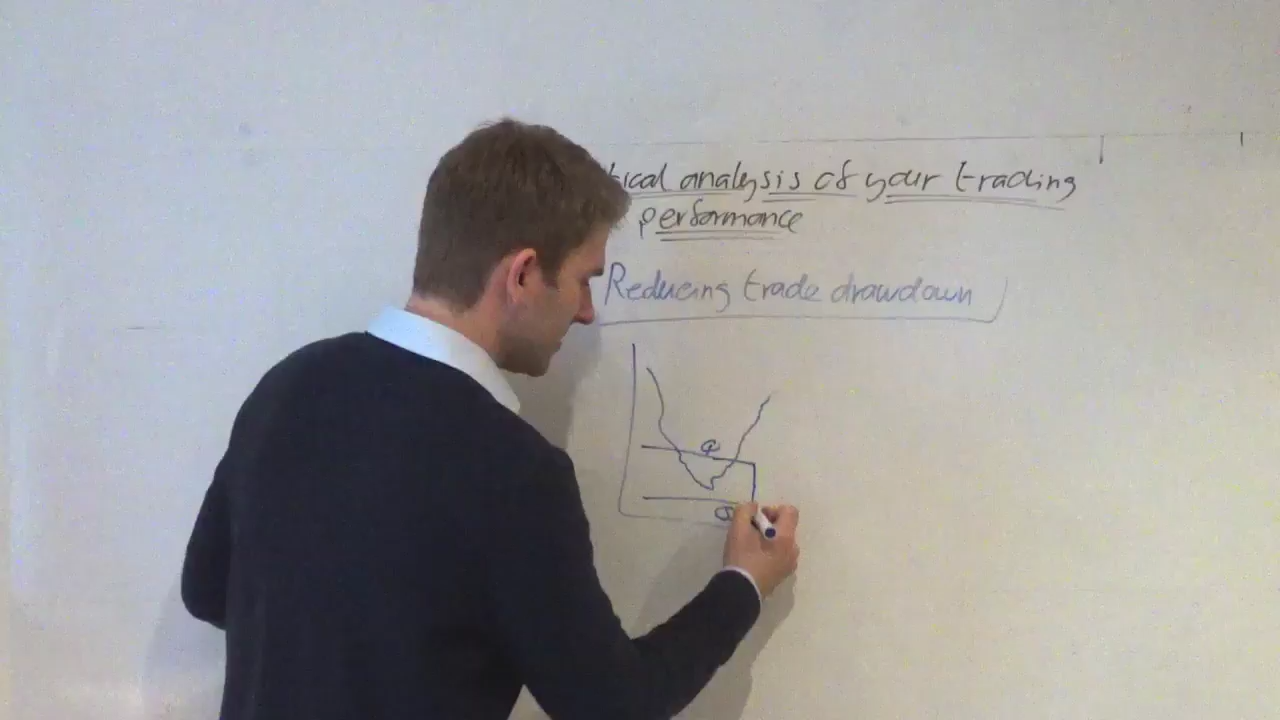 tical analysis of your trading
performance
Reducing trade drawdown